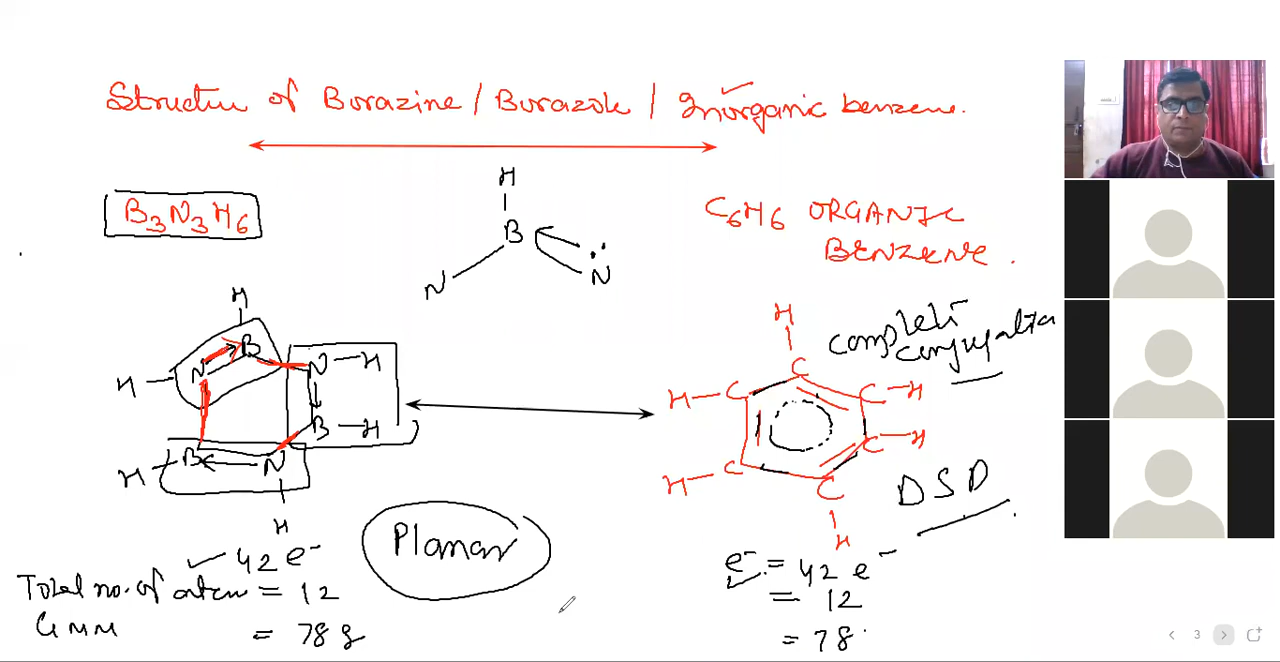 Structure of Borazine / Borazole / Inorganic benzene.
B3N3H6
H
B
N
N
C6H6 ORGANIC
BENZENE.
H
H
N
B
N-H
B-H
H
B
N
H
Complete
conjugation
H
C
H-C
C-H
C-H
H-C
C
H
DSD
Planar
42 e-
Total no. of atom = 12
GMM = 78 g
e- = 42 e-
= 12
= 78
3